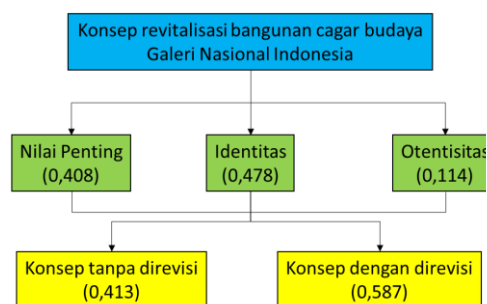 Konsep revitalisasi bangunan cagar budaya
Galeri Nasional Indonesia
Nilai Penting
(0,408)
Identitas
(0,478)
Otentisitas
(0,114)
Konsep tanpa direvisi
(0,413)
Konsep dengan direvisi
(0,587)